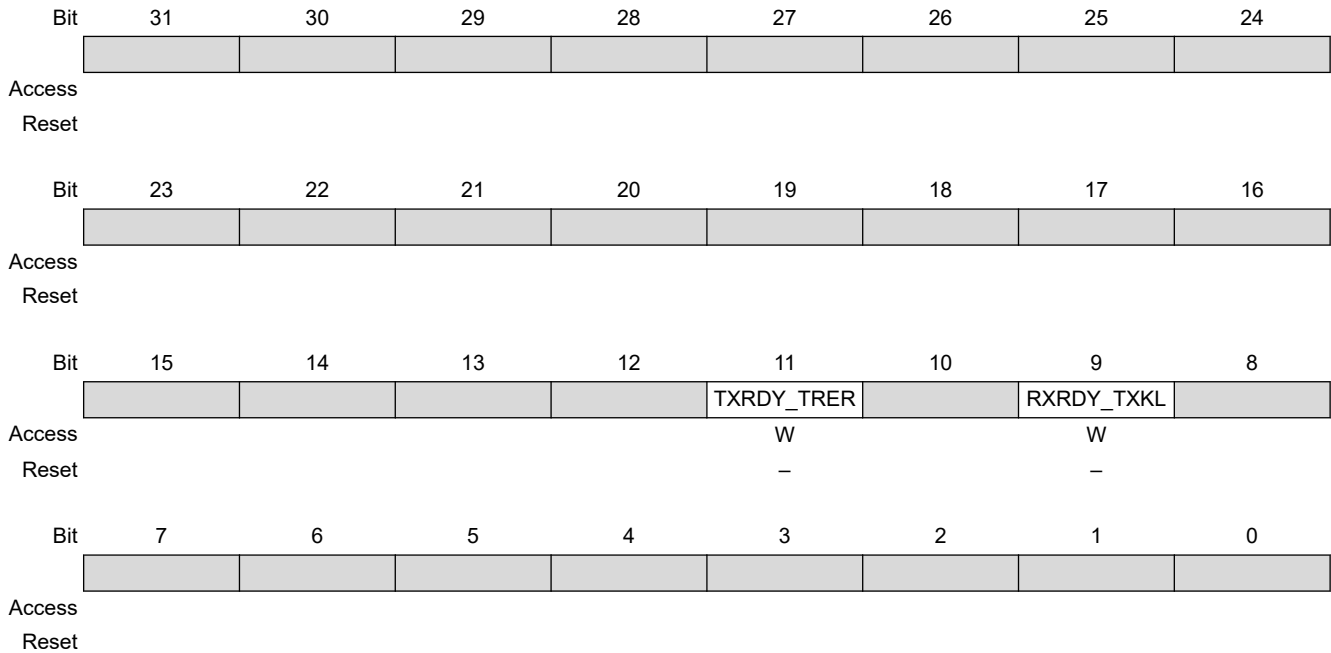 Bit 31 30 29 28 27 26 25 24
Access
Reset
Bit 23 22 21 20 19 18 17 16
Access
Reset
Bit 15 14 13 12 11 10 9 8
TXRDY_TRER RXRDY_TXKL
Access W W
Reset – –
Bit 7 6 5 4 3 2 1 0
Access
Reset